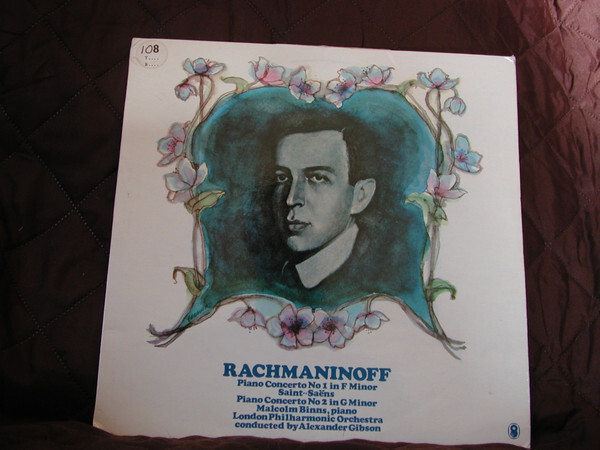 108
T....
S....
RACHMANINOFF
Piano Concerto No 1 in F Minor
Saint-Saëns
Piano Concerto No 2 in G Minor
Malcolm Binns, piano
London Philharmonic Orchestra
conducted by Alexander Gibson